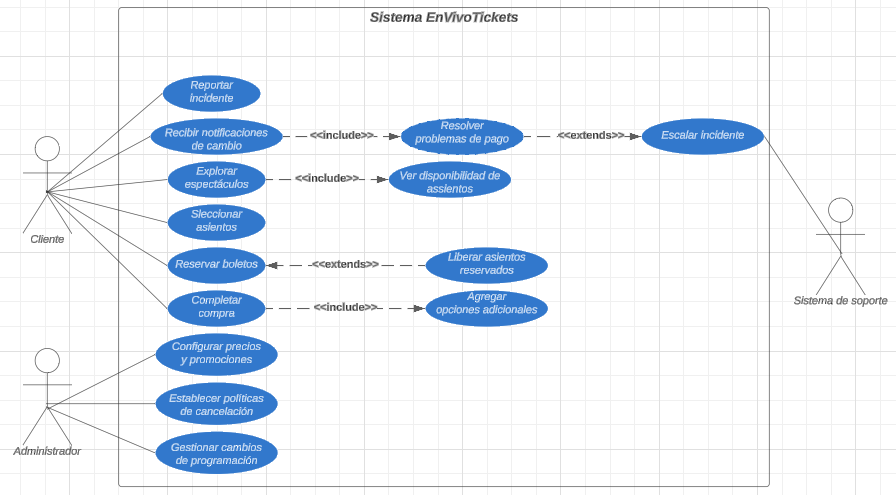 Sistema EnVivoTickets
Reportar
incidente
Recibir notificaciones
de cambio
<<include>>
Resolver
problemas de pago
<<extends>>
Escalar incidente
Explorar
espectáculos
<<include>>
Ver disponibilidad de
assientos
Sleccionar
asientos
Cliente
Reservar boletos
<<extends>>
Liberar asientos
reservados
Sistema de soporte
Completar
compra
<<include>>
Agregar
opciones adicionales
Configurar precios
y promociones
Establecer políticas
de cancelación
Administrador
Gestionar cambios
de programación